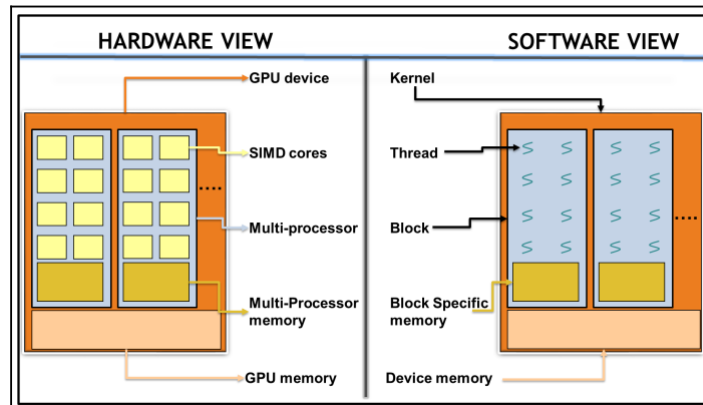 HARDWARE VIEW
GPU device
SIMD cores
....
Multi-processor
Multi-Processor
memory
GPU memory
SOFTWARE VIEW
Kernel
Thread
Block
....
Block Specific
memory
Device memory